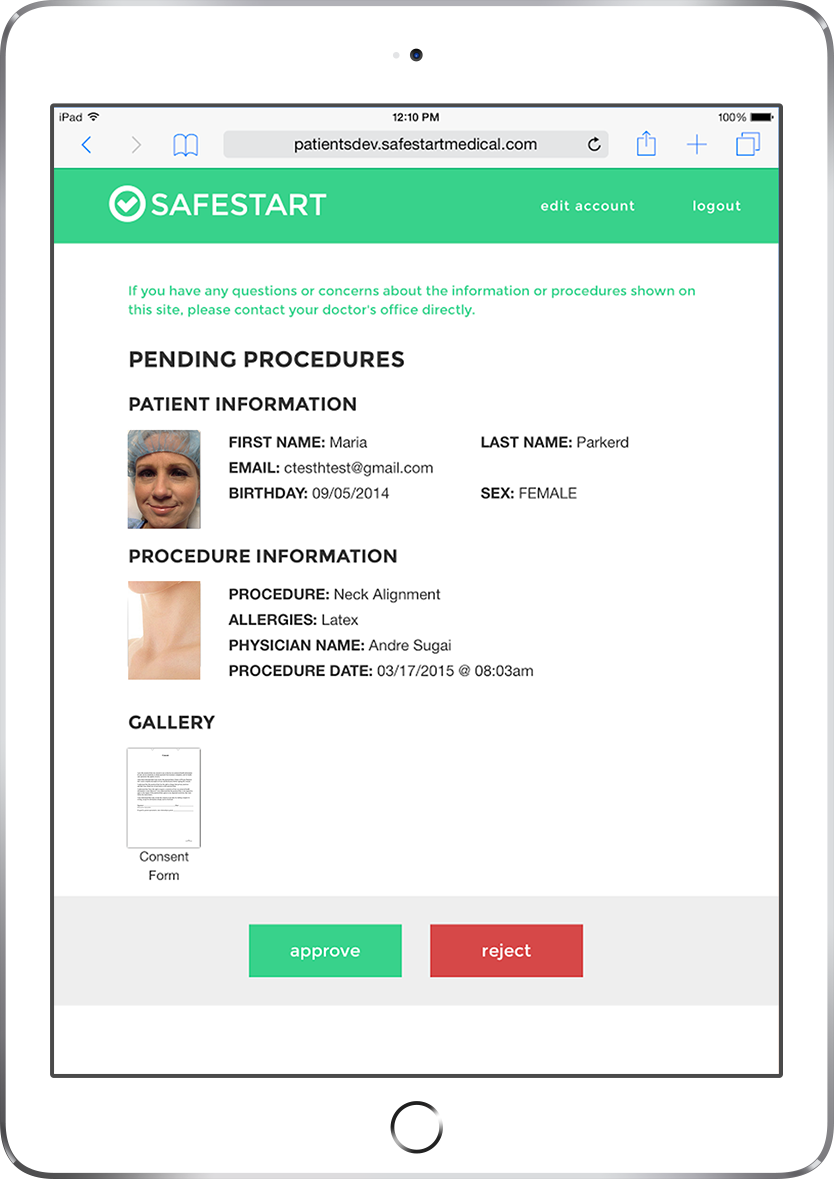 iPad 12:10 PM 100%
patientsdev.safestartmedical.com
SAFESTART edit account logout
If you have any questions or concerns about the information or procedures shown on
this site, please contact your doctor's office directly.
PENDING PROCEDURES
PATIENT INFORMATION
FIRST NAME: Maria LAST NAME: Parkerd
EMAIL: ctesthtest@gmail.com
BIRTHDAY: 09/05/2014 SEX: FEMALE
PROCEDURE INFORMATION
PROCEDURE: Neck Alignment
ALLERGIES: Latex
PHYSICIAN NAME: Andre Sugai
PROCEDURE DATE: 03/17/2015 @ 08:03am
GALLERY
Consent
Form
approve reject